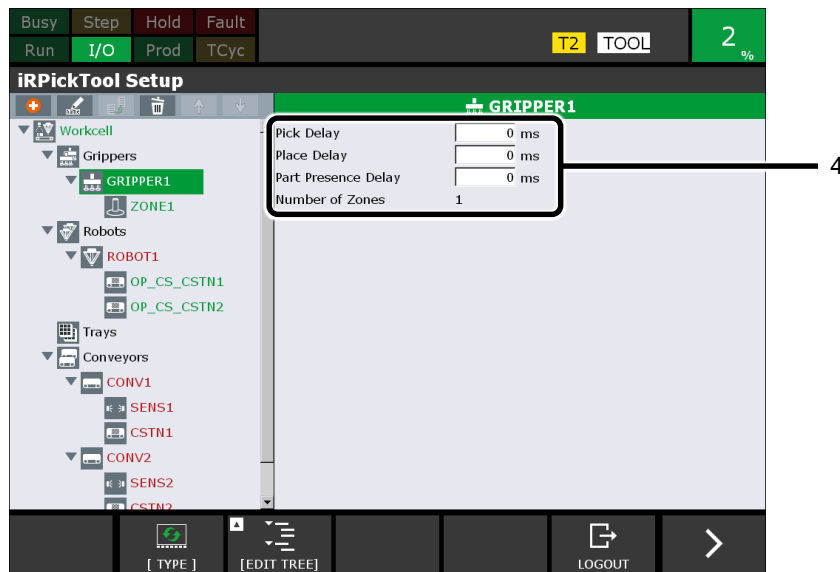 Busy Step Hold Fault
Run I/O Prod TCyc
T2 TOOL 2 %
iRPickTool Setup
GRIPPER1
Workcell
Pick Delay 0 ms
Grippers
Place Delay 0 ms
GRIPPER1
Part Presence Delay 0 ms
ZONE1
Number of Zones 1
4
Robots
ROBOT1
OP_CS_CSTN1
OP_CS_CSTN2
Trays
Conveyors
CONV1
SENS1
CSTN1
CONV2
SENS2
CSTN2
[ TYPE ] [EDIT TREE] LOGOUT